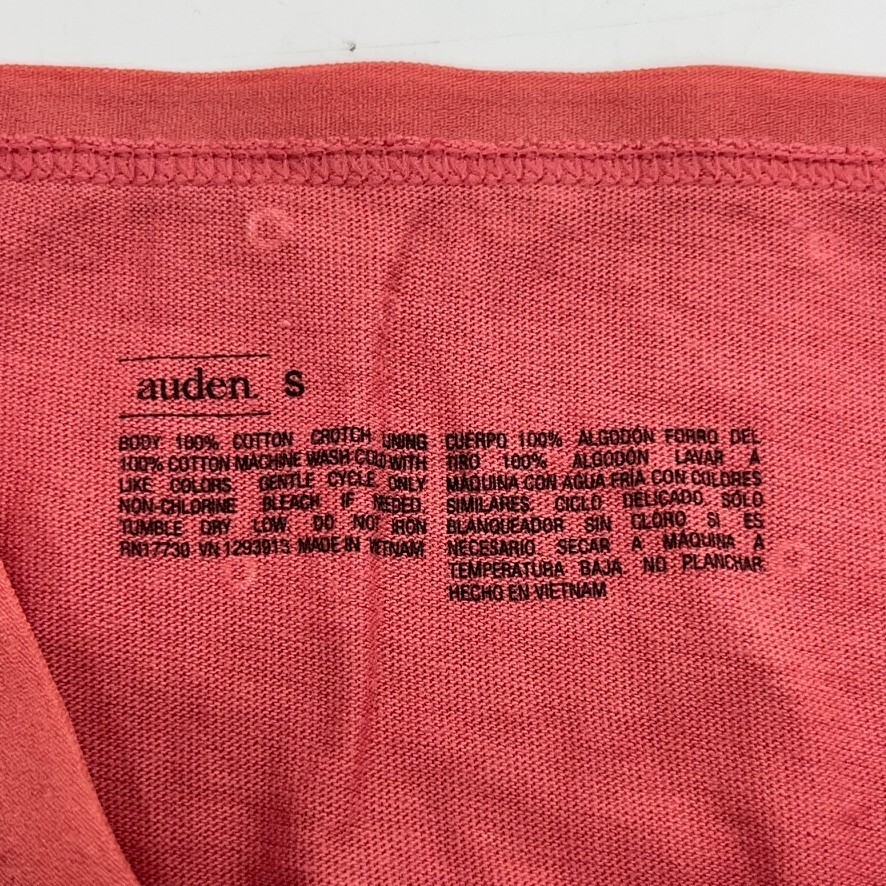 auden. S
BODY 100% COTTON CROTCH LINING
100% COTTON MACHINE WASH COLD WITH
LIKE COLORS. GENTLE CYCLE ONLY
NON-CHLORINE BLEACH IF NEEDED.
TUMBLE DRY LOW. DO NOT IRON
RN17730 VN 1293913 MADE IN VIETNAM
CUERPO 100% ALGODÓN FORRO DEL
TIRO 100% ALGODÓN LAVAR A
MÁQUINA CON AGUA FRÍA CON COLORES
SIMILARES. CICLO DELICADO. SÓLO
BLANQUEADOR SIN CLORO SI ES
NECESARIO SECAR A MÁQUINA A
TEMPERATURA BAJA. NO PLANCHAR.
HECHO EN VIETNAM